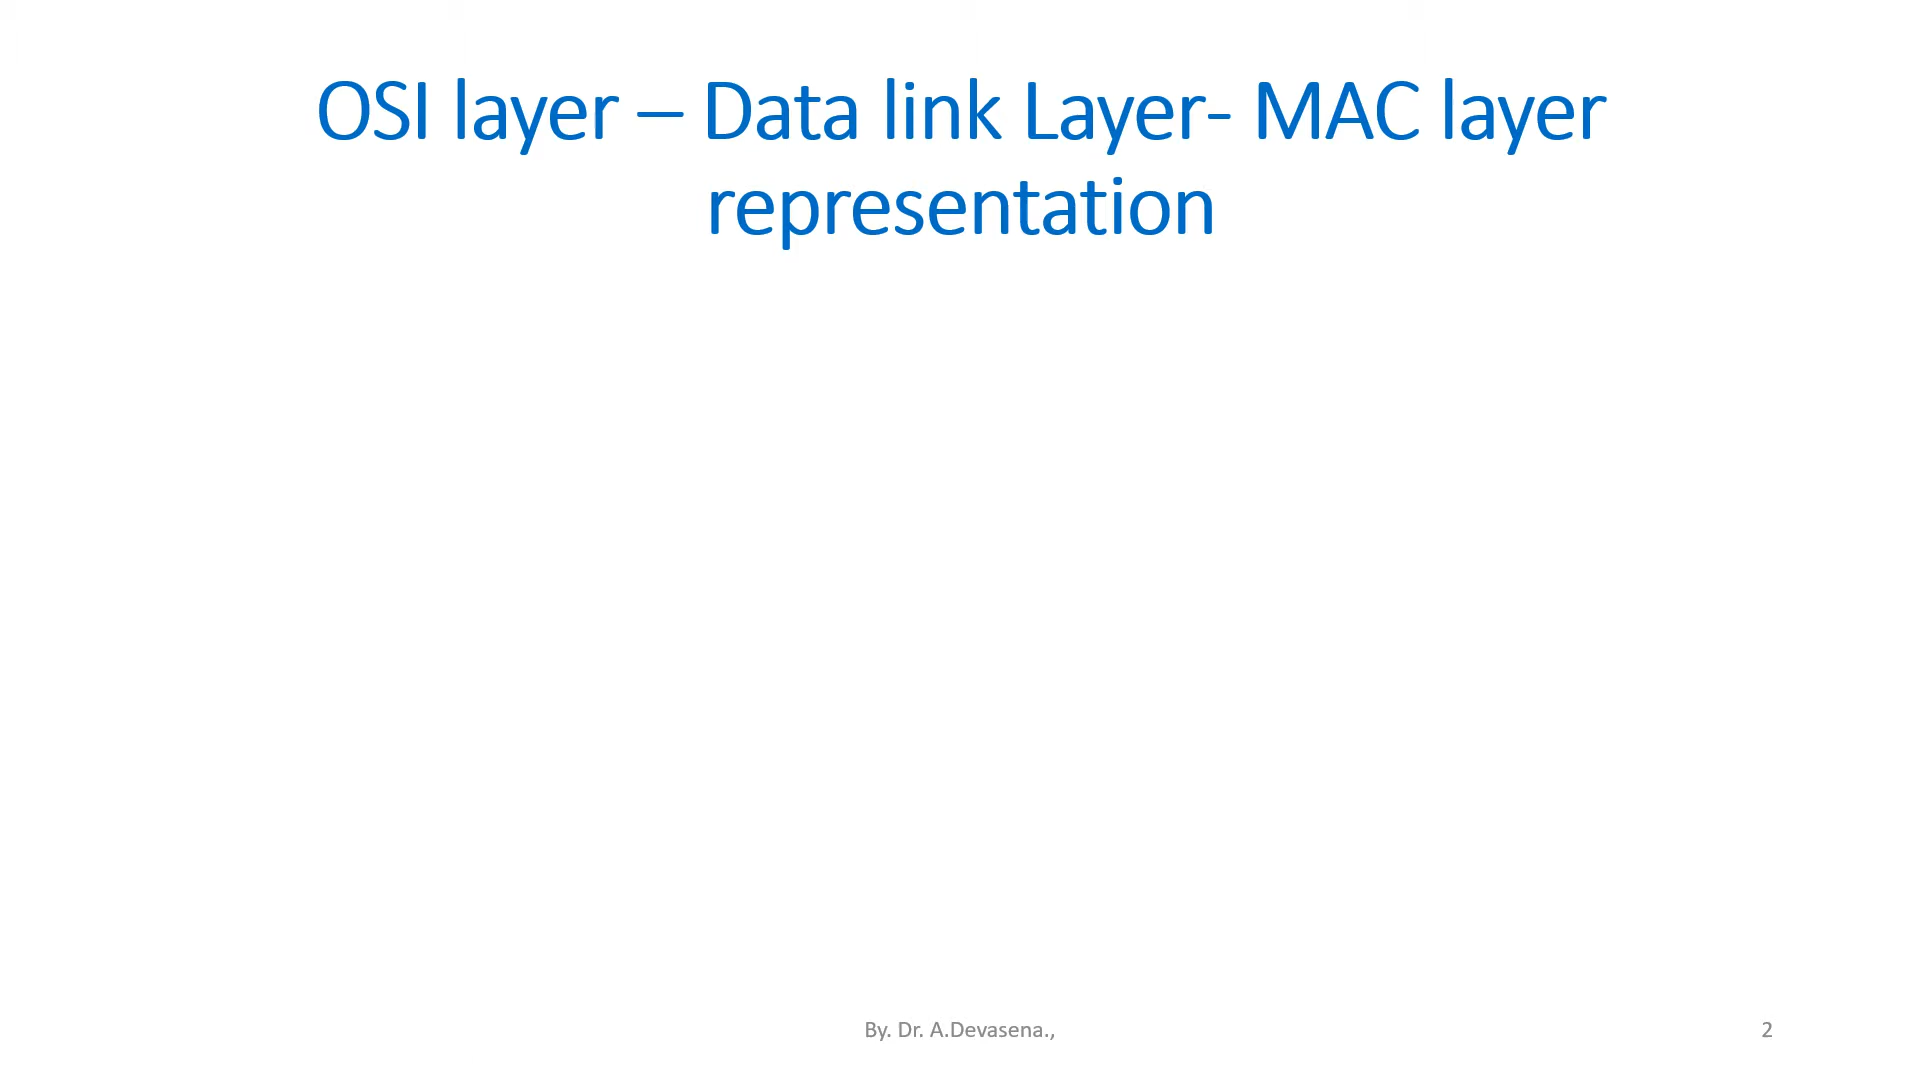 OSI layer – Data link Layer- MAC layer
representation
By. Dr. A.Devasena.,
2